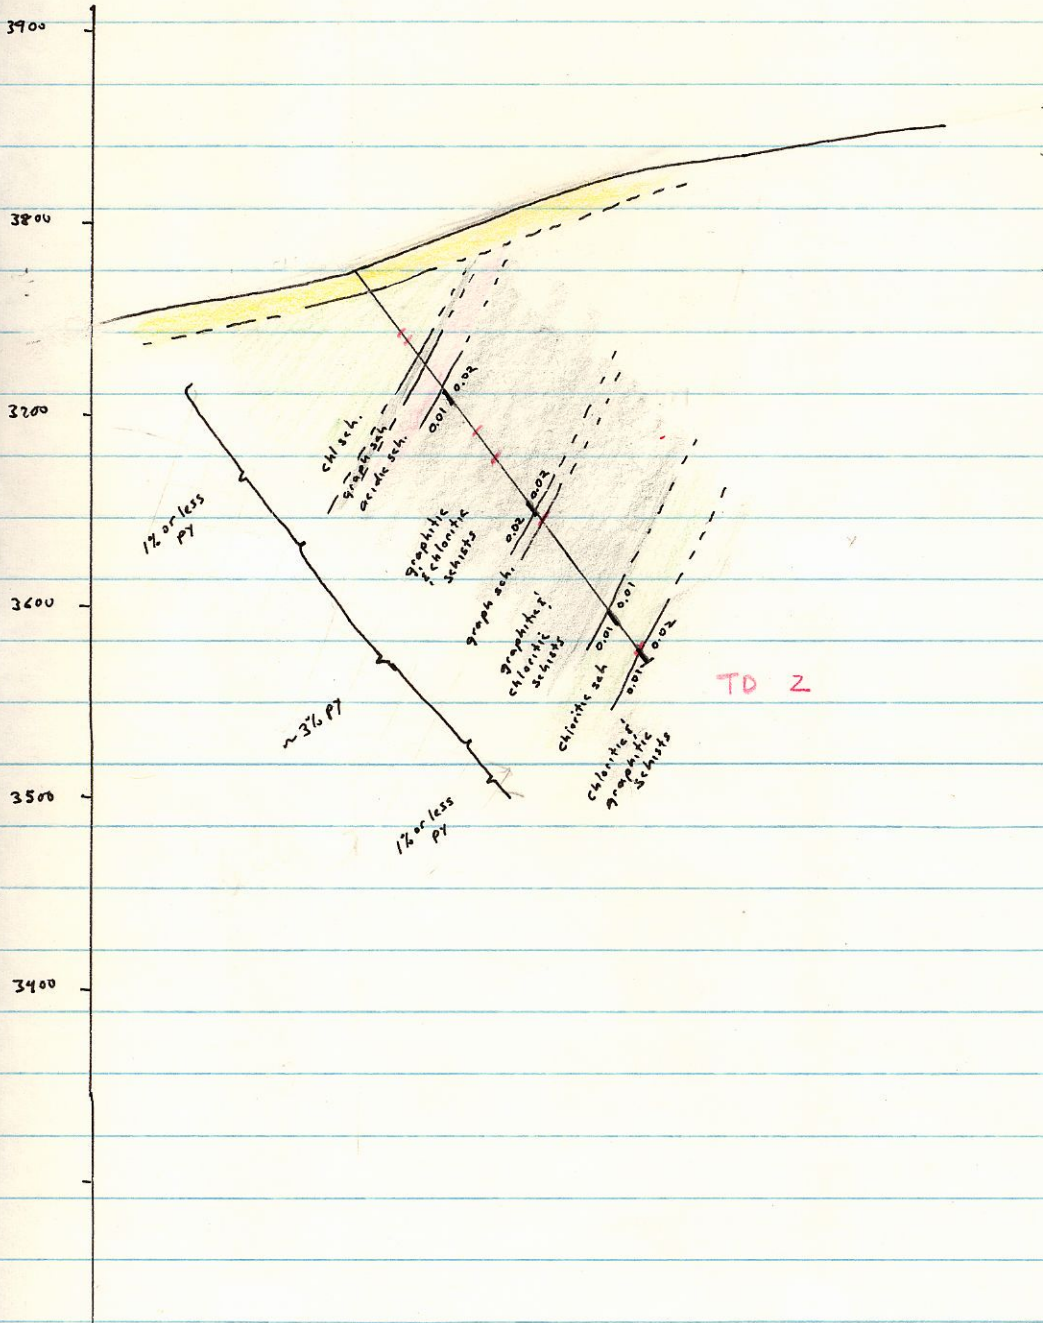 3900
3800
3700
3600
3500
3400
chl sch.
graph sch
acidic sch.
0.02
0.01
graphitic
& chloritic
schists
0.02
0.02
graph sch.
graphitic &
chloritic
schists
0.01
0.01
chloritic sch
0.02
0.01
chloritic &
graphitic
schists
1% or less
py
~3% py
1% or less
py
TD 2